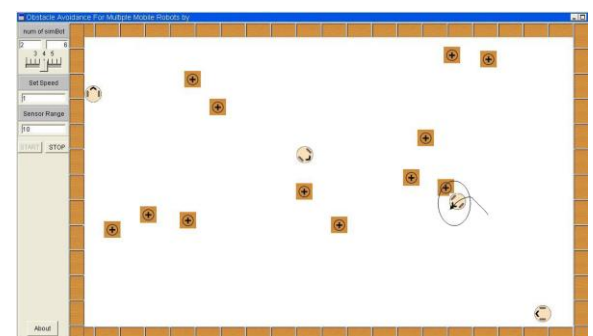 Obstacle Avoidance For Multiple Mobile Robots by
num of simBot
2 6
3 4 5
Set Speed
1
Sensor Range
10
START STOP
About